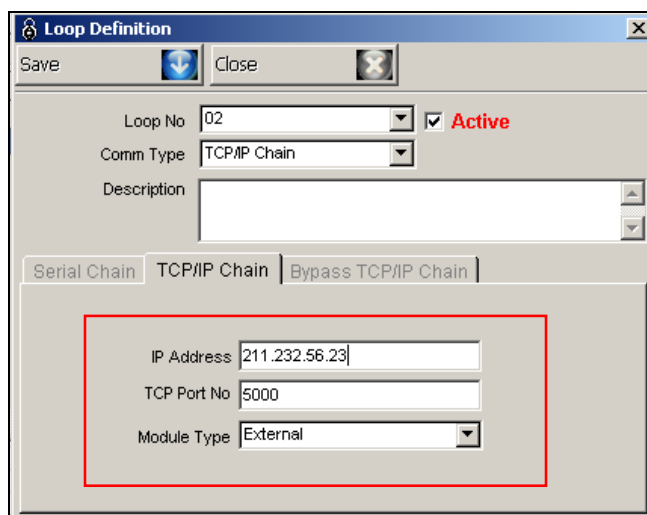 Loop Definition
Save Close
Loop No 02 Active
Comm Type TCP/IP Chain
Description
Serial Chain TCP/IP Chain Bypass TCP/IP Chain
IP Address 211.232.56.23
TCP Port No 5000
Module Type External